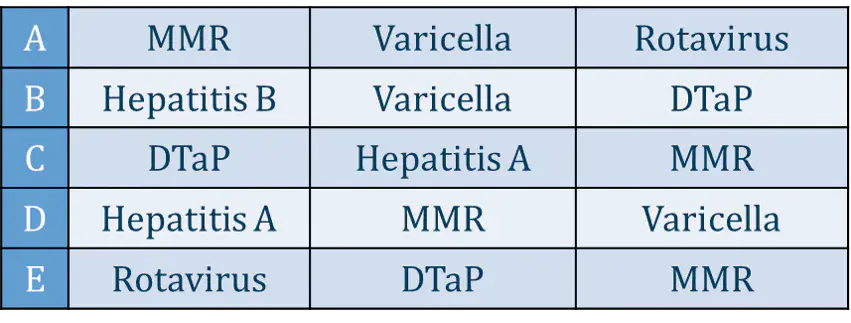 A MMR Varicella Rotavirus
B Hepatitis B Varicella DTaP
C DTaP Hepatitis A MMR
D Hepatitis A MMR Varicella
E Rotavirus DTaP MMR